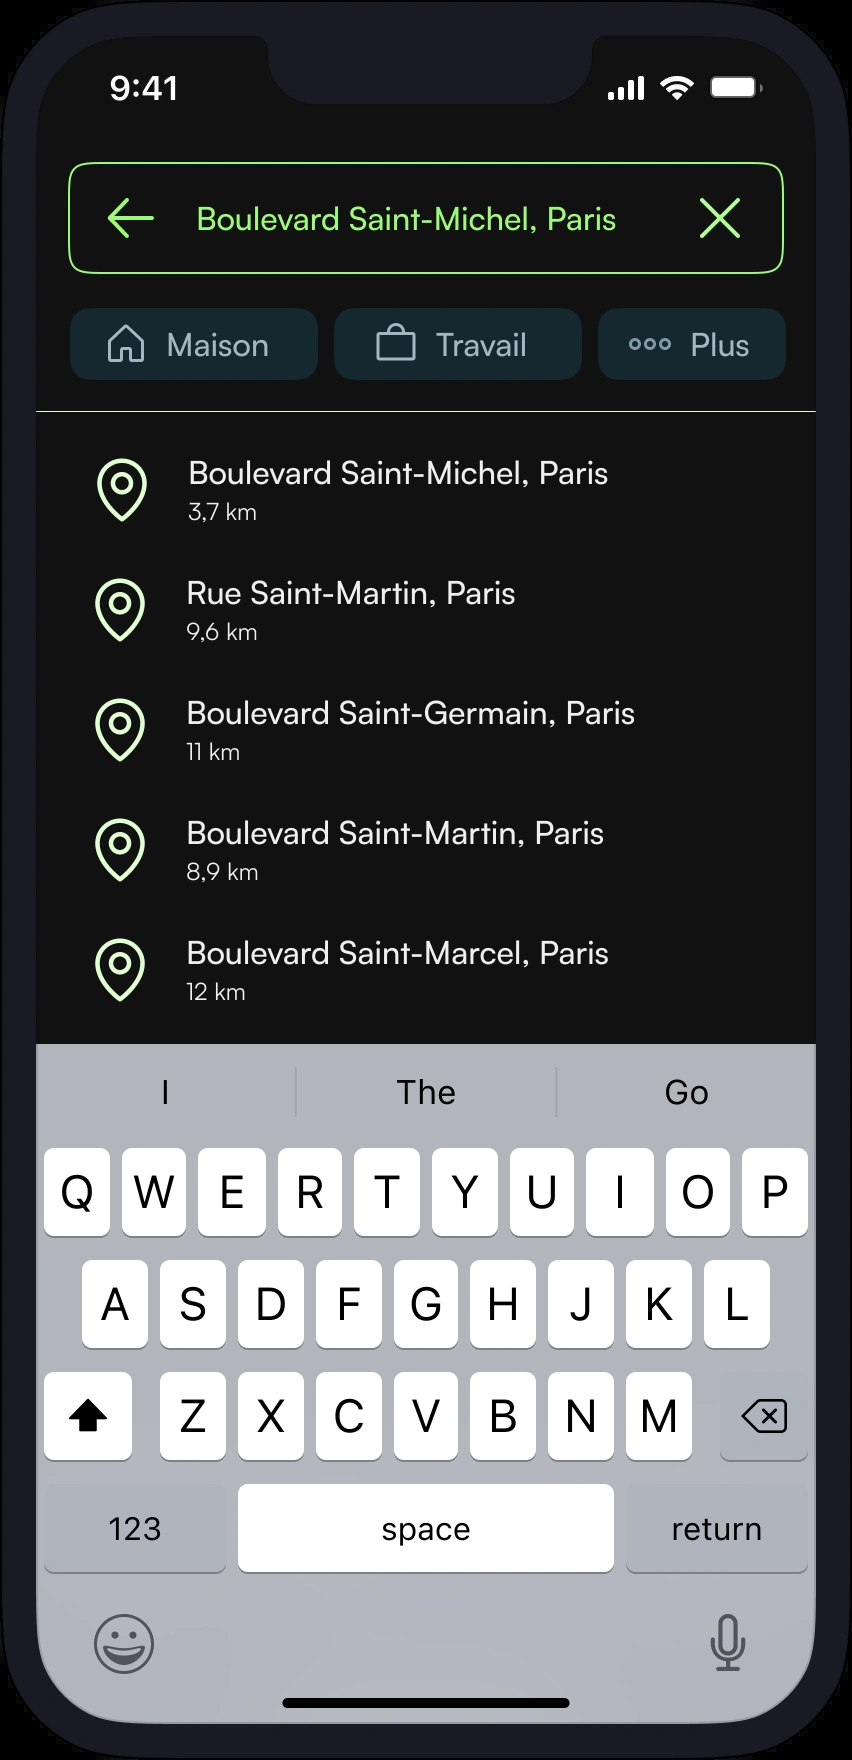 9:41
Boulevard Saint-Michel, Paris
Maison Travail Plus
Boulevard Saint-Michel, Paris
3,7 km
Rue Saint-Martin, Paris
9,6 km
Boulevard Saint-Germain, Paris
11 km
Boulevard Saint-Martin, Paris
8,9 km
Boulevard Saint-Marcel, Paris
12 km
I The Go
Q W E R T Y U I O P
A S D F G H J K L
Z X C V B N M
123 space return